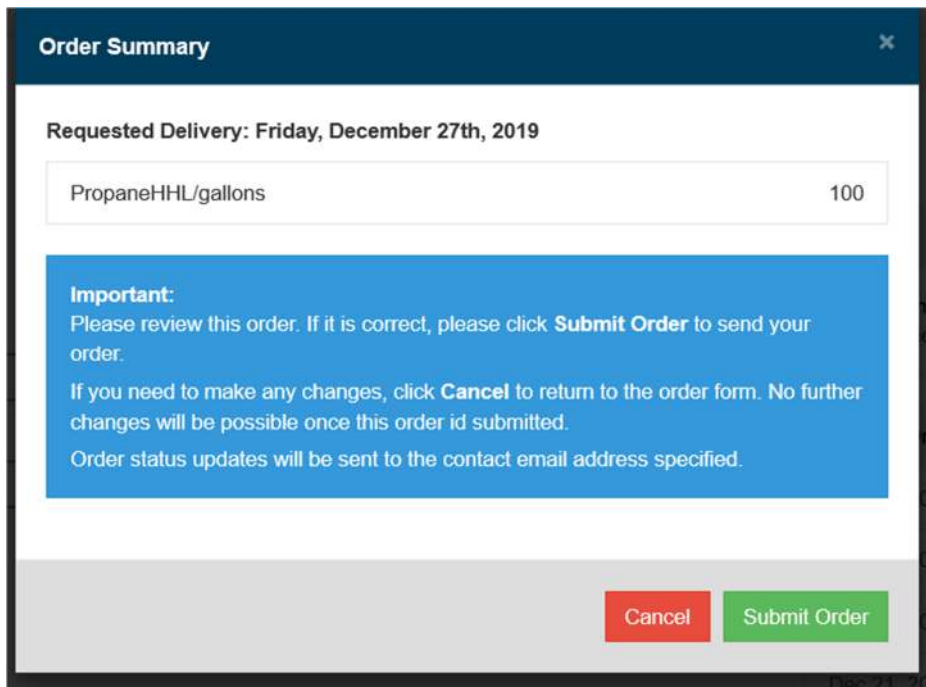 Order Summary ×
Requested Delivery: Friday, December 27th, 2019
PropaneHHL/gallons 100
Important:
Please review this order. If it is correct, please click Submit Order to send your
order.
If you need to make any changes, click Cancel to return to the order form. No further
changes will be possible once this order id submitted.
Order status updates will be sent to the contact email address specified.
Cancel Submit Order
Dec 21, 20